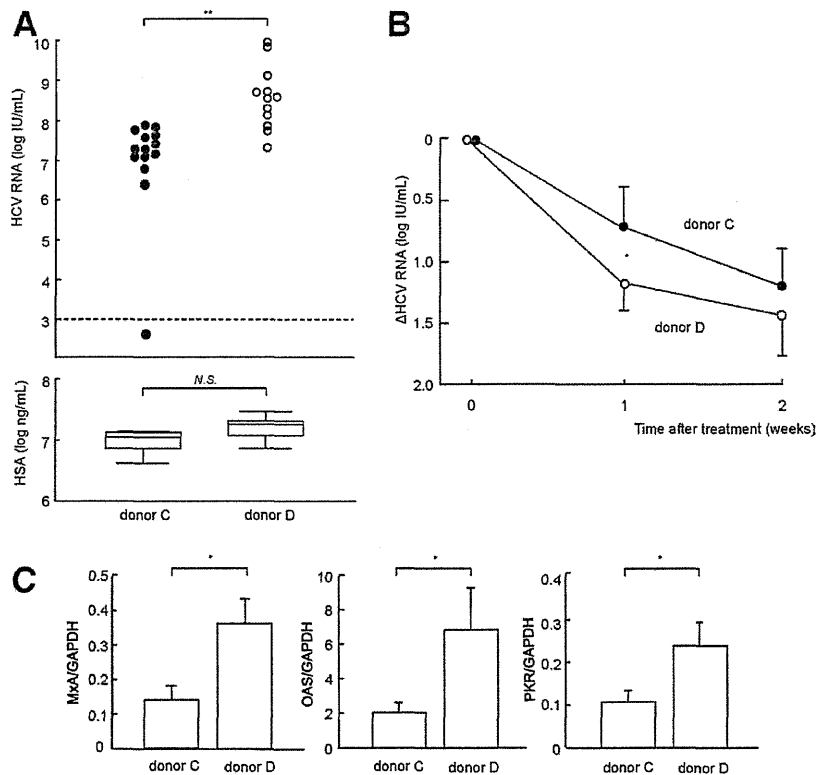 A
**
HCV RNA (log IU/mL)
10
9
8
7
6
5
4
3
N.S.
HSA (log ng/mL)
8
7
6
donor C donor D
B
ΔHCV RNA (log IU/mL)
0
0.5
1.0
1.5
2.0
donor C
*
donor D
0 1 2
Time after treatment (weeks)
C
*
MxA/GAPDH
0.5
0.4
0.3
0.2
0.1
0
donor C donor D
*
OAS/GAPDH
10
8
6
4
2
0
donor C donor D
*
PKR/GAPDH
0.4
0.3
0.2
0.1
0
donor C donor D